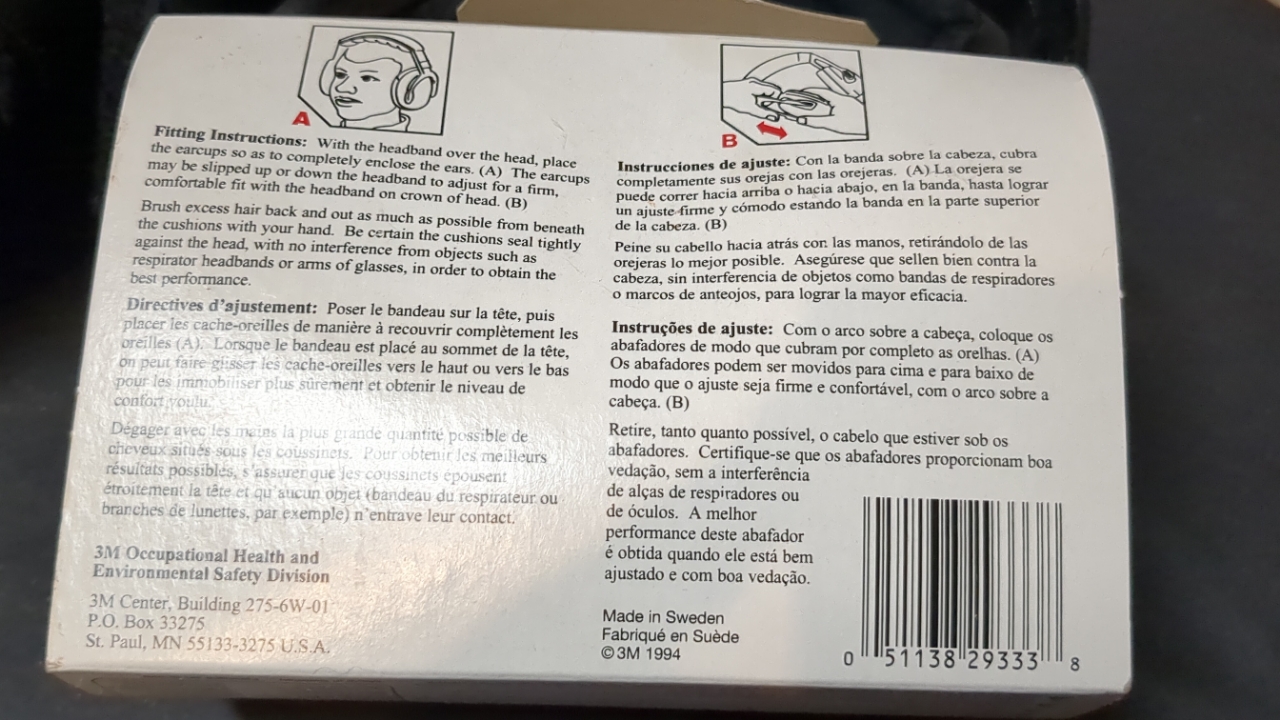 A
Fitting Instructions: With the headband over the head, place
the earcups so as to completely enclose the ears. (A) The earcups
may be slipped up or down the headband to adjust for a firm,
comfortable fit with the headband on crown of head. (B)
Brush excess hair back and out as much as possible from beneath
the cushions with your hand. Be certain the cushions seal tightly
against the head, with no interference from objects such as
respirator headbands or arms of glasses, in order to obtain the
best performance.
Directives d'ajustement: Poser le bandeau sur la tête, puis
placer les cache-oreilles de manière à recouvrir complètement les
oreilles (A). Lorsque le bandeau est placé au sommet de la tête,
on peut faire glisser les cache-oreilles vers le haut ou vers le bas
pour les immobiliser plus sûrement et obtenir le niveau de
confort voulu.
Dégager avec les mains la plus grande quantité possible de
cheveux situés sous les coussinets. Pour obtenir les meilleurs
résultats possibles, s'assurer que les coussinets épousent
étroitement la tête et qu'aucun objet (bandeau du respirateur ou
branches de lunettes, par exemple) n'entrave leur contact.
3M Occupational Health and
Environmental Safety Division
3M Center, Building 275-6W-01
P.O. Box 33275
St. Paul, MN 55133-3275 U.S.A.
B
Instrucciones de ajuste: Con la banda sobre la cabeza, cubra
completamente sus orejas con las orejeras. (A) La orejera se
puede correr hacia arriba o hacia abajo, en la banda, hasta lograr
un ajuste firme y cómodo estando la banda en la parte superior
de la cabeza. (B)
Peine su cabello hacia atrás con las manos, retirándolo de las
orejeras lo mejor posible. Asegúrese que sellen bien contra la
cabeza, sin interferencia de objetos como bandas de respiradores
o marcos de anteojos, para lograr la mayor eficacia.
Instruções de ajuste: Com o arco sobre a cabeça, coloque os
abafadores de modo que cubram por completo as orelhas. (A)
Os abafadores podem ser movidos para cima e para baixo de
modo que o ajuste seja firme e confortável, com o arco sobre a
cabeça. (B)
Retire, tanto quanto possível, o cabelo que estiver sob os
abafadores. Certifique-se que os abafadores proporcionam boa
vedação, sem a interferência
de alças de respiradores ou
de óculos. A melhor
performance deste abafador
é obtida quando ele está bem
ajustado e com boa vedação.
Made in Sweden
Fabriqué en Suède
©3M 1994
0 51138 29333 8